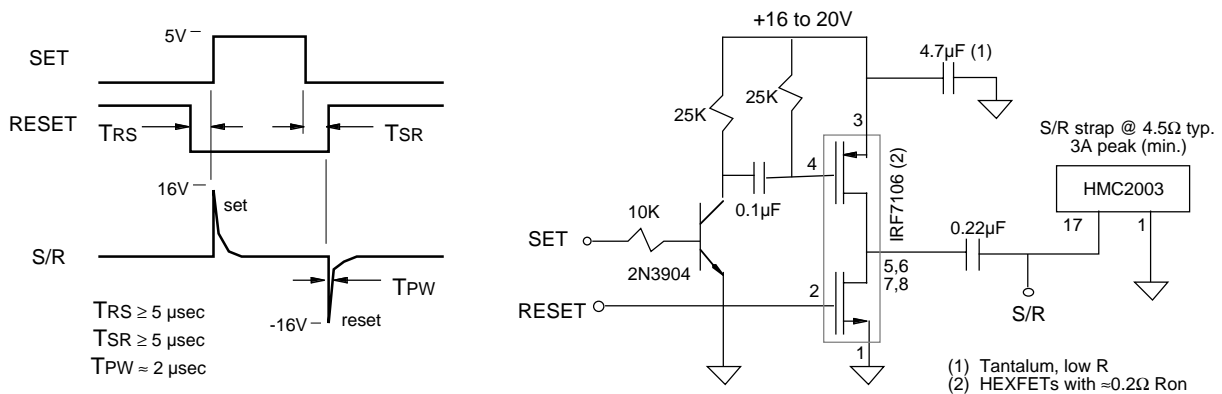 5V
SET
RESET
TRS
TSR
16V
set
S/R
TPW
-16V
reset
TRS ≥ 5 µsec
TSR ≥ 5 µsec
TPW ≈ 2 µsec
+16 to 20V
4.7µF (1)
25K
25K
3
S/R strap @ 4.5Ω typ.
3A peak (min.)
4
IRF7106 (2)
HMC2003
10K
0.1µF
0.22µF
17
1
SET
2N3904
5,6
7,8
2
RESET
S/R
1
(1) Tantalum, low R
(2) HEXFETs with ≈0.2Ω Ron